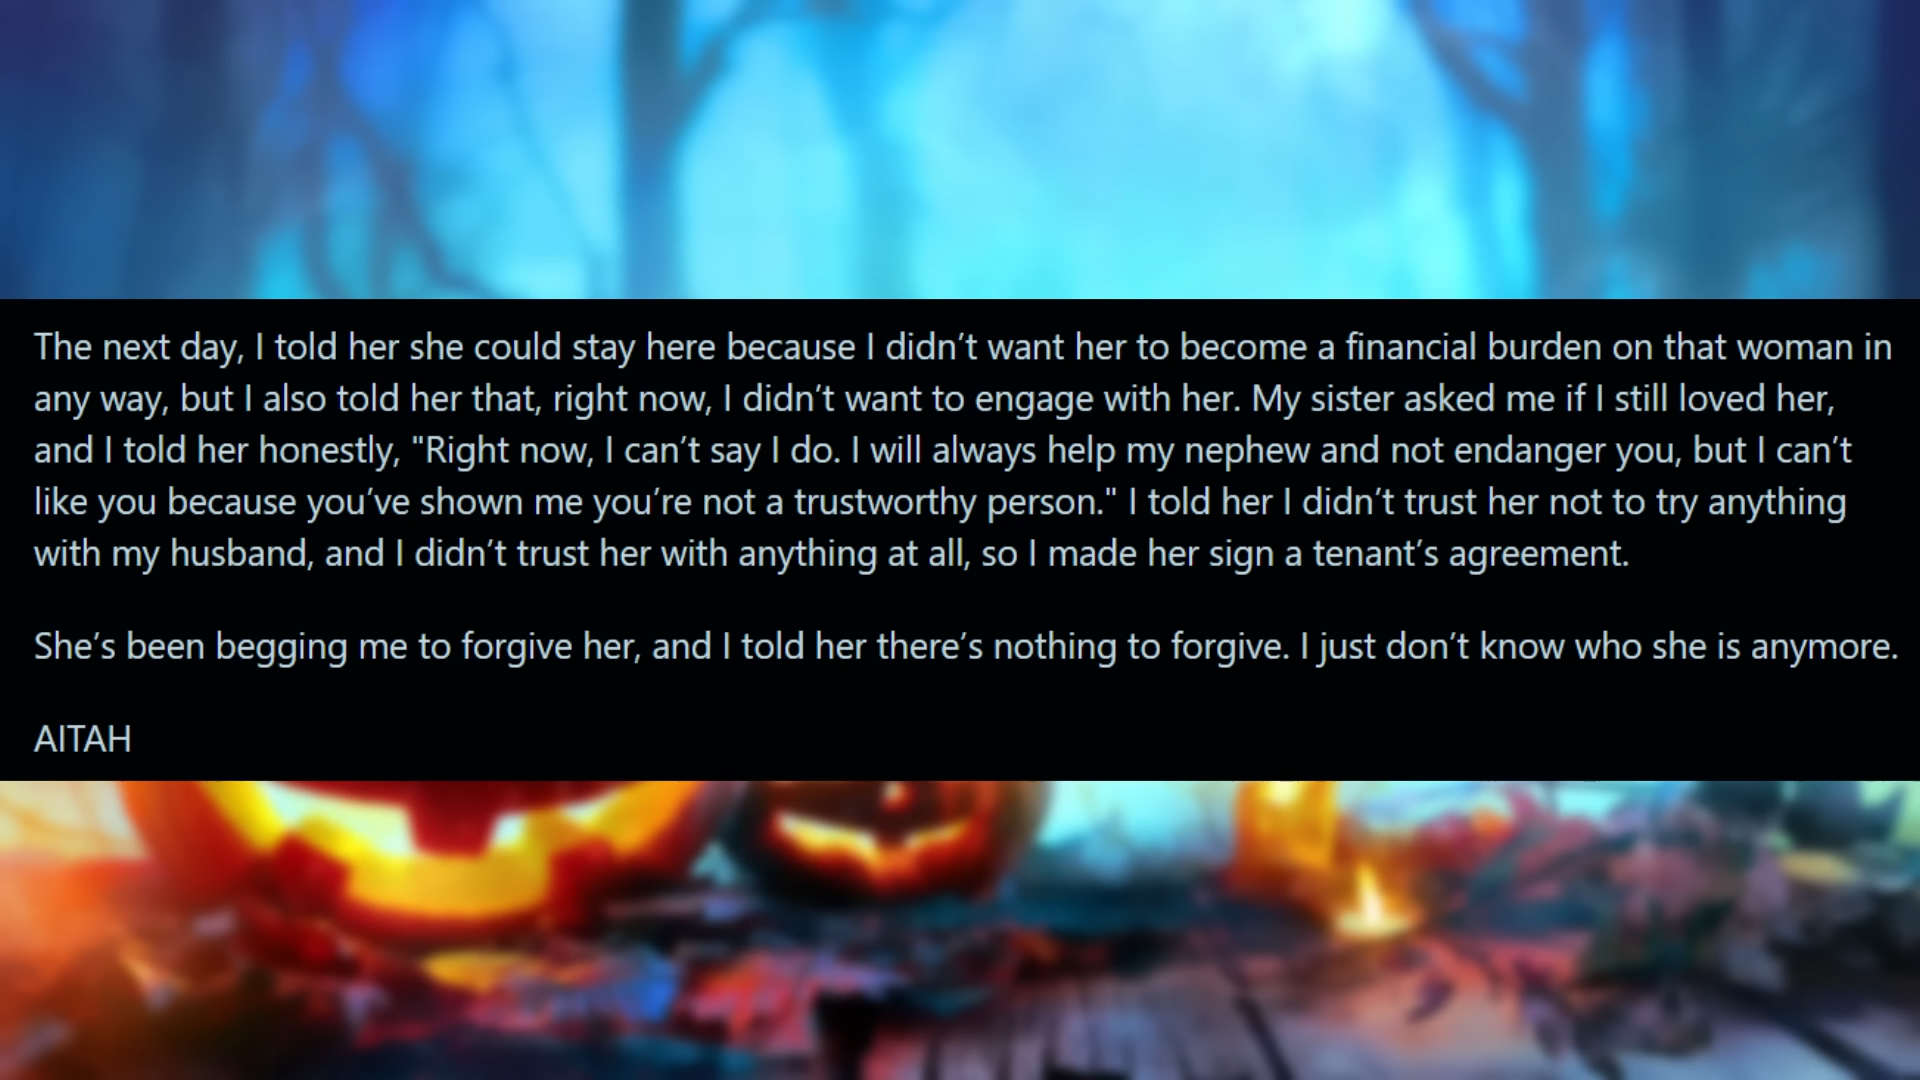 The next day, I told her she could stay here because I didn’t want her to become a financial burden on that woman in
any way, but I also told her that, right now, I didn’t want to engage with her. My sister asked me if I still loved her,
and I told her honestly, "Right now, I can’t say I do. I will always help my nephew and not endanger you, but I can’t
like you because you’ve shown me you’re not a trustworthy person." I told her I didn’t trust her not to try anything
with my husband, and I didn’t trust her with anything at all, so I made her sign a tenant’s agreement.
She’s been begging me to forgive her, and I told her there’s nothing to forgive. I just don’t know who she is anymore.
AITAH